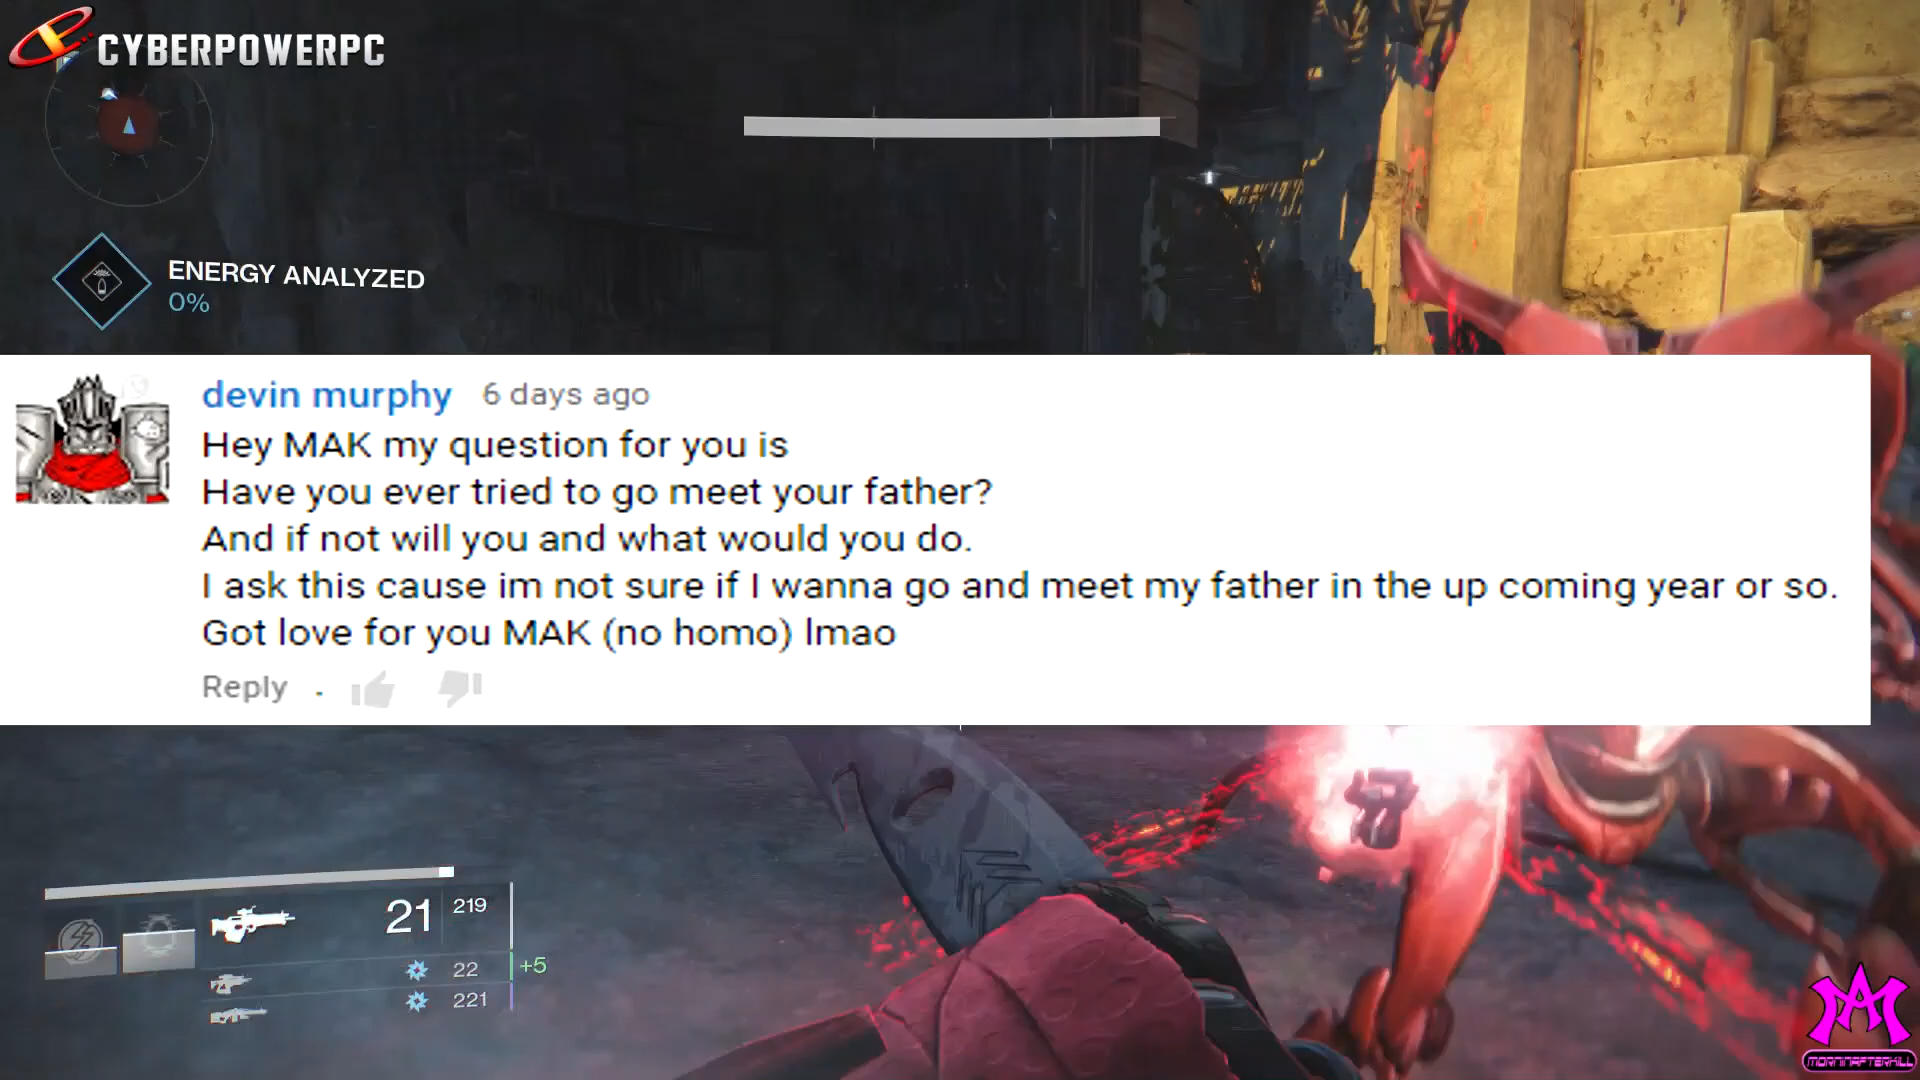 CYBERPOWERPC
ENERGY ANALYZED
0%
devin murphy 6 days ago
Hey MAK my question for you is
Have you ever tried to go meet your father?
And if not will you and what would you do.
I ask this cause im not sure if I wanna go and meet my father in the up coming year or so.
Got love for you MAK (no homo) lmao
Reply
21 219
22 +5
221
MORNINAFTERKILL